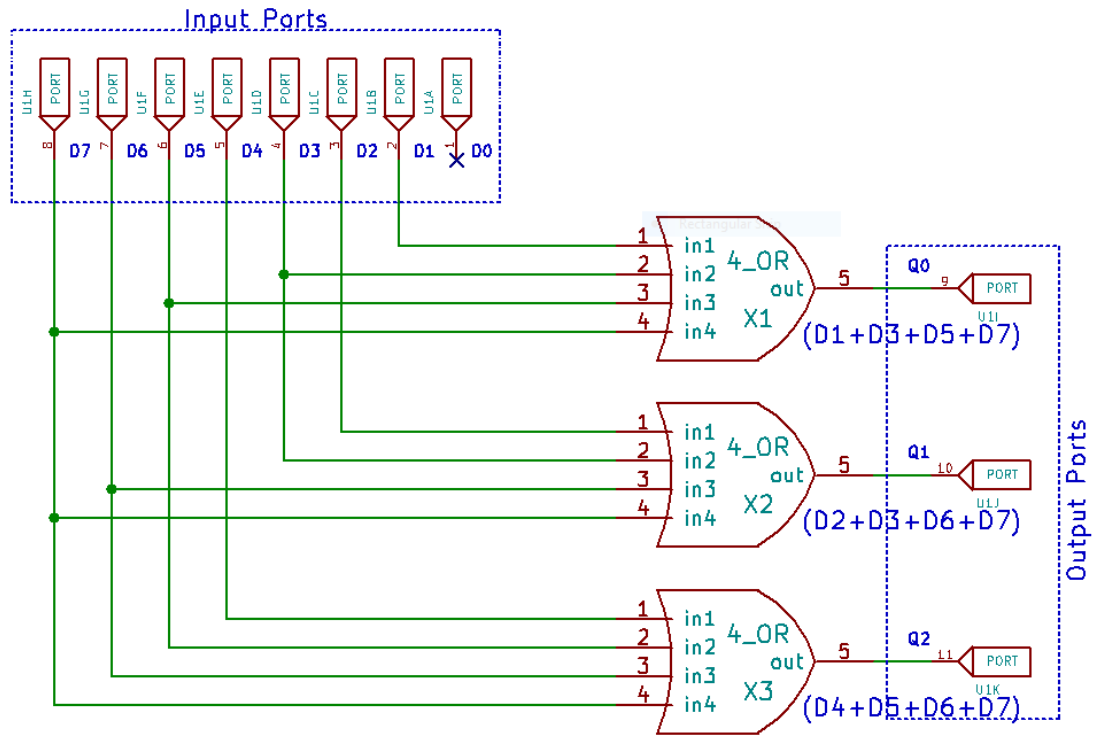 Input Ports
PORT PORT PORT PORT PORT PORT PORT PORT
U1H U1G U1F U1E U1D U1C U1B U1A
8 7 6 5 4 3 2 1
D7 D6 D5 D4 D3 D2 D1 D0
1 in1
2 in2
3 in3
4 in4
4_OR
out
X1
5
Q0
9
PORT
U1I
(D1+D3+D5+D7)
1 in1
2 in2
3 in3
4 in4
4_OR
out
X2
5
Q1
10
PORT
U1J
(D2+D3+D6+D7)
1 in1
2 in2
3 in3
4 in4
4_OR
out
X3
5
Q2
11
PORT
U1K
(D4+D5+D6+D7)
Output Ports